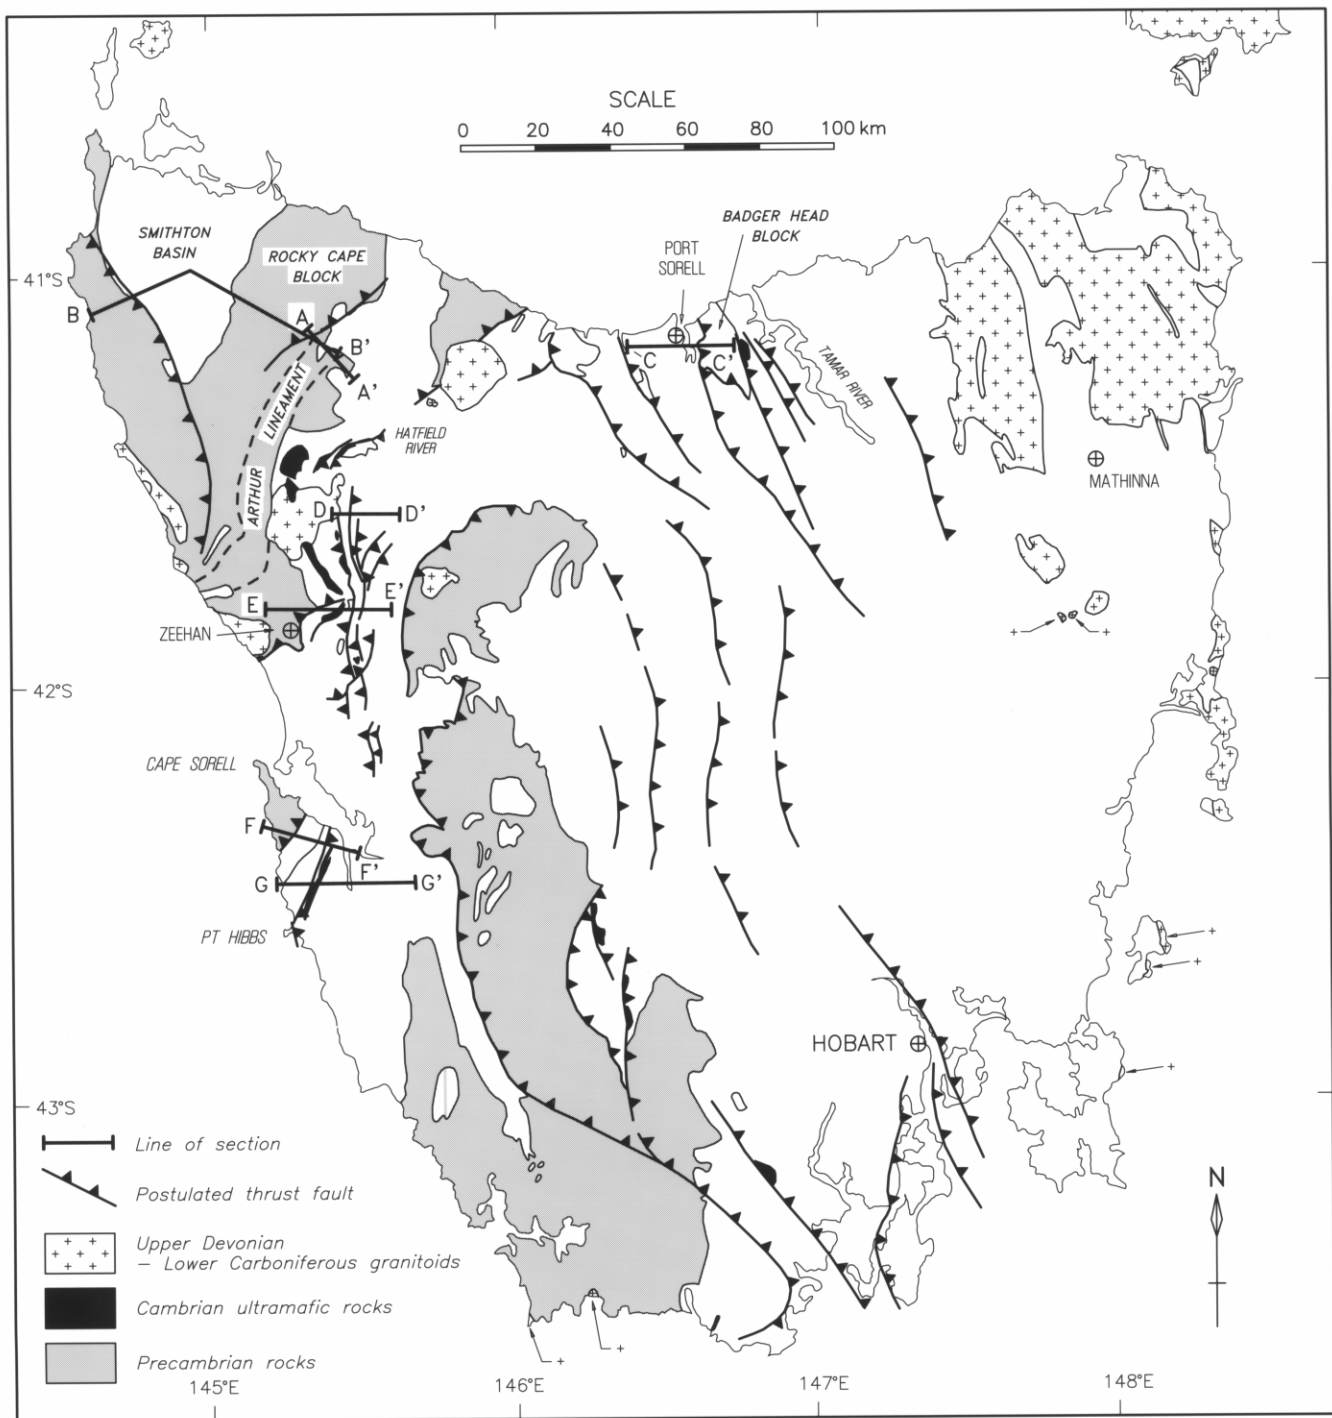 SCALE
0 20 40 60 80 100 km
SMITHTON
BASIN
ROCKY CAPE
BLOCK
BADGER HEAD
BLOCK
PORT
SORELL
41°S
B
A
B'
A'
C
C'
TAMAR RIVER
LINEAMENT
ARTHUR
HATFIELD
RIVER
MATHINNA
D
D'
E
E'
ZEEHAN
42°S
CAPE SORELL
F
F'
G
G'
PT HIBBS
HOBART
43°S
Line of section
Postulated thrust fault
Upper Devonian
– Lower Carboniferous granitoids
Cambrian ultramafic rocks
Precambrian rocks
N
145°E
146°E
147°E
148°E